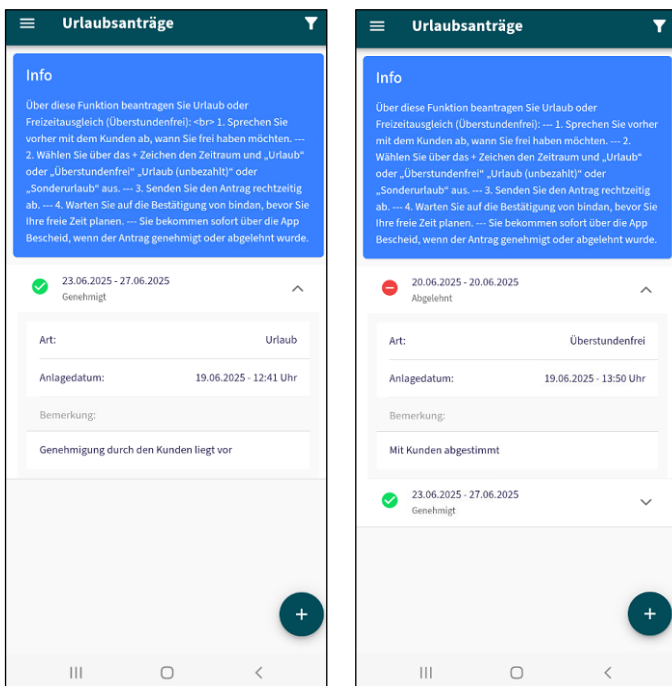 Urlaubsanträge
Info
Über diese Funktion beantragen Sie Urlaub oder
Freizeitausgleich (Überstundenfrei): <br> 1. Sprechen Sie
vorher mit dem Kunden ab, wann Sie frei haben möchten. ---
2. Wählen Sie über das + Zeichen den Zeitraum und „Urlaub“
oder „Überstundenfrei“ „Urlaub (unbezahlt)“ oder
„Sonderurlaub“ aus. --- 3. Senden Sie den Antrag rechtzeitig
ab. --- 4. Warten Sie auf die Bestätigung von bindan, bevor Sie
Ihre freie Zeit planen. --- Sie bekommen sofort über die App
Bescheid, wenn der Antrag genehmigt oder abgelehnt wurde.
23.06.2025 - 27.06.2025
Genehmigt
Art: Urlaub
Anlagedatum: 19.06.2025 - 12:41 Uhr
Bemerkung:
Genehmigung durch den Kunden liegt vor
+
Urlaubsanträge
Info
Über diese Funktion beantragen Sie Urlaub oder
Freizeitausgleich (Überstundenfrei): --- 1. Sprechen Sie vorher
mit dem Kunden ab, wann Sie frei haben möchten. --- 2.
Wählen Sie über das + Zeichen den Zeitraum und „Urlaub“
oder „Überstundenfrei“ „Urlaub (unbezahlt)“ oder
„Sonderurlaub“ aus. --- 3. Senden Sie den Antrag rechtzeitig
ab. --- 4. Warten Sie auf die Bestätigung von bindan, bevor Sie
Ihre freie Zeit planen. --- Sie bekommen sofort über die App
Bescheid, wenn der Antrag genehmigt oder abgelehnt wurde.
20.06.2025 - 20.06.2025
Abgelehnt
Art: Überstundenfrei
Anlagedatum: 19.06.2025 - 13:50 Uhr
Bemerkung:
Mit Kunden abgestimmt
23.06.2025 - 27.06.2025
Genehmigt
+